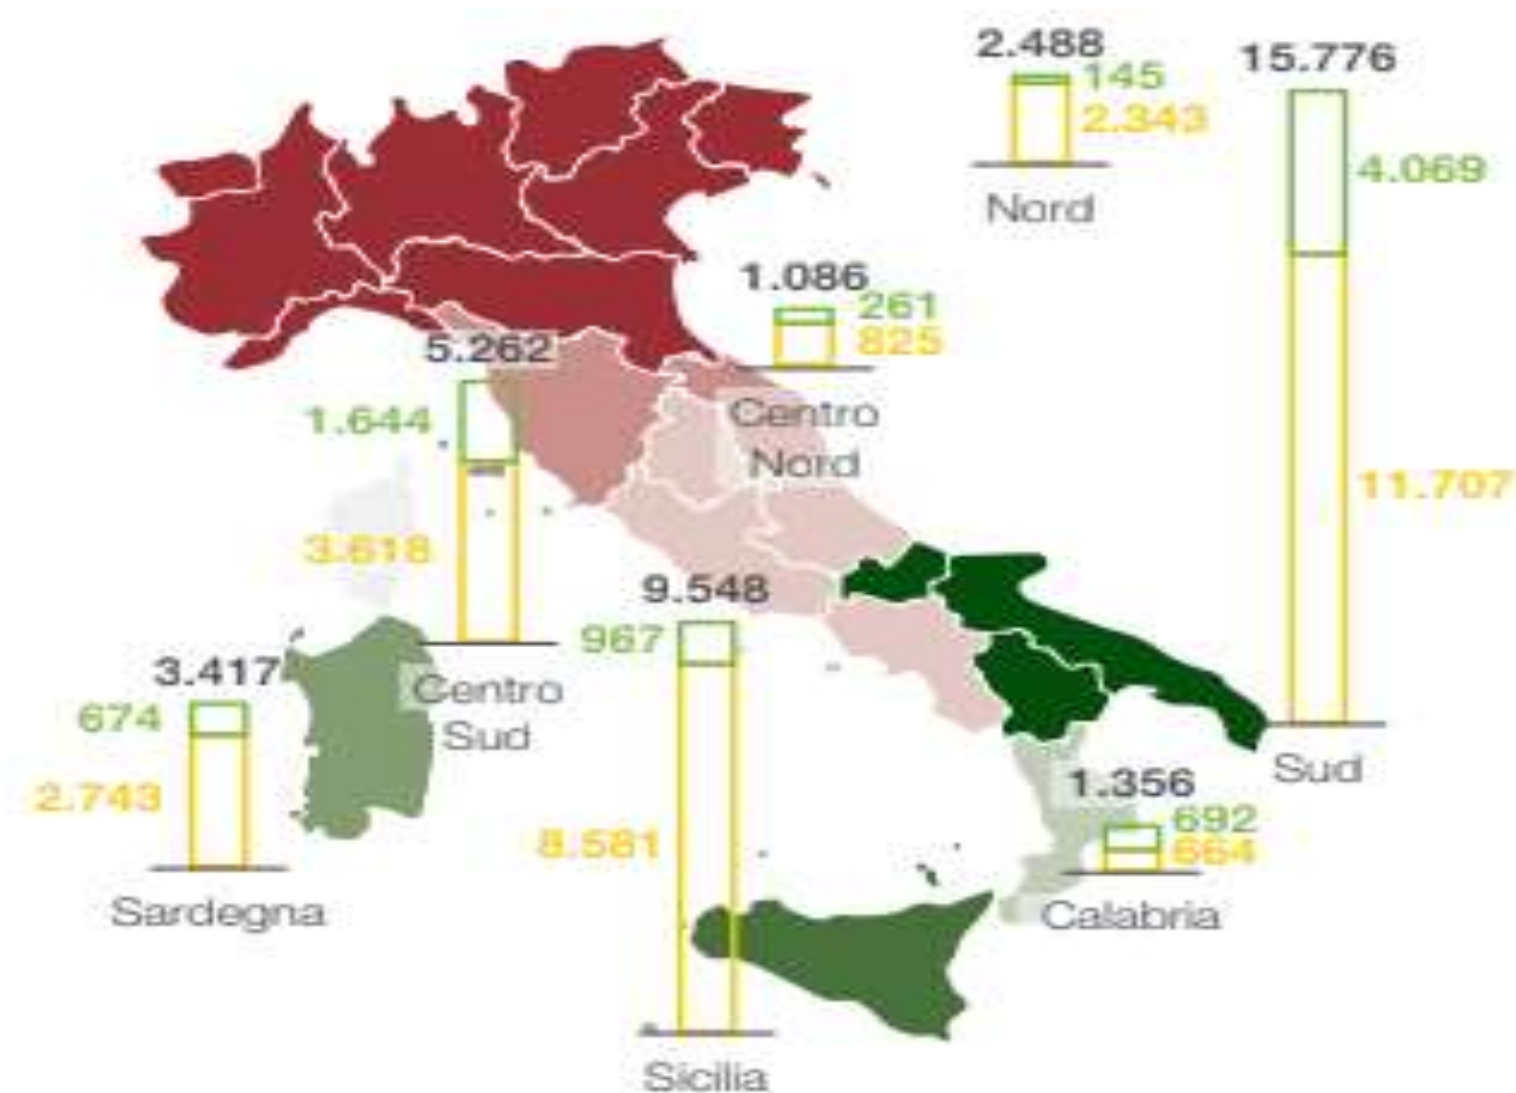 2.488
145
2.343
Nord
15.776
4.069
11.707
Sud
1.086
261
825
Centro
Nord
5.262
1.644
3.618
Centro
Sud
9.548
967
8.581
Sicilia
3.417
674
2.743
Sardegna
1.356
692
664
Calabria